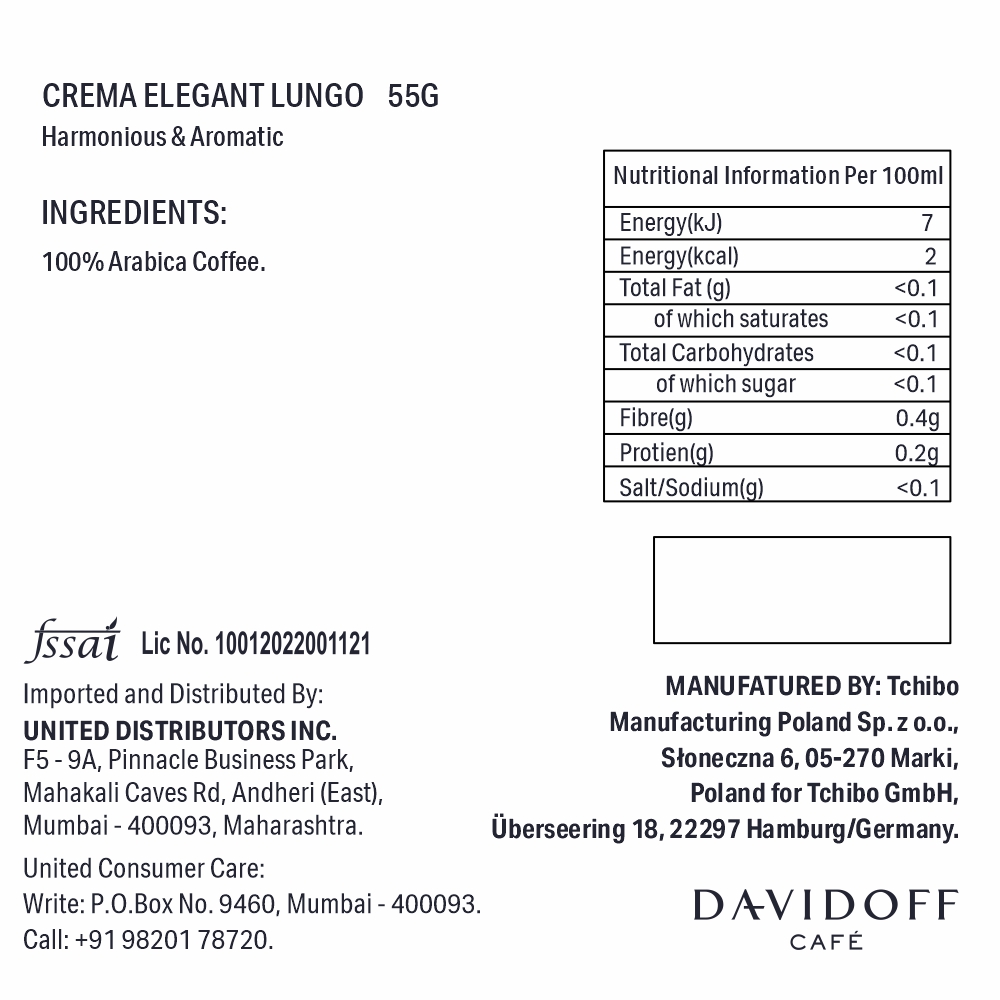 CREMA ELEGANT LUNGO 55G
Harmonious & Aromatic
INGREDIENTS:
100% Arabica Coffee.
Nutritional Information Per 100ml
Energy(kJ) 7
Energy(kcal) 2
Total Fat (g) <0.1
of which saturates <0.1
Total Carbohydrates <0.1
of which sugar <0.1
Fibre(g) 0.4g
Protien(g) 0.2g
Salt/Sodium(g) <0.1
fssai Lic No. 10012022001121
Imported and Distributed By:
UNITED DISTRIBUTORS INC.
F5 - 9A, Pinnacle Business Park,
Mahakali Caves Rd, Andheri (East),
Mumbai - 400093, Maharashtra.
United Consumer Care:
Write: P.O.Box No. 9460, Mumbai - 400093.
Call: +91 98201 78720.
MANUFATURED BY: Tchibo
Manufacturing Poland Sp. z o.o.,
Słoneczna 6, 05-270 Marki,
Poland for Tchibo GmbH,
Überseering 18, 22297 Hamburg/Germany.
DAVIDOFF
CAFÉ